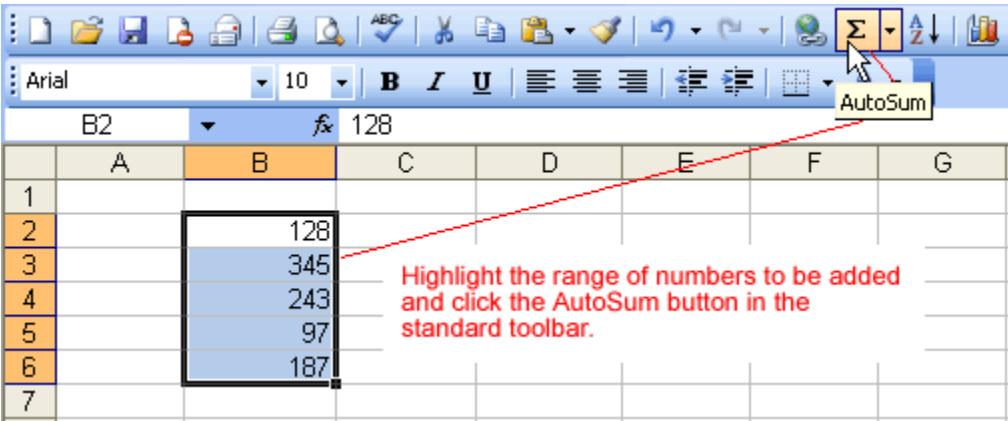 ABC Σ A Z
Arial 10 B I U A
AutoSum
B2 fx 128
A B C D E F G
1
2 128
3 345
4 243
5 97
6 187
7
Highlight the range of numbers to be added
and click the AutoSum button in the
standard toolbar.